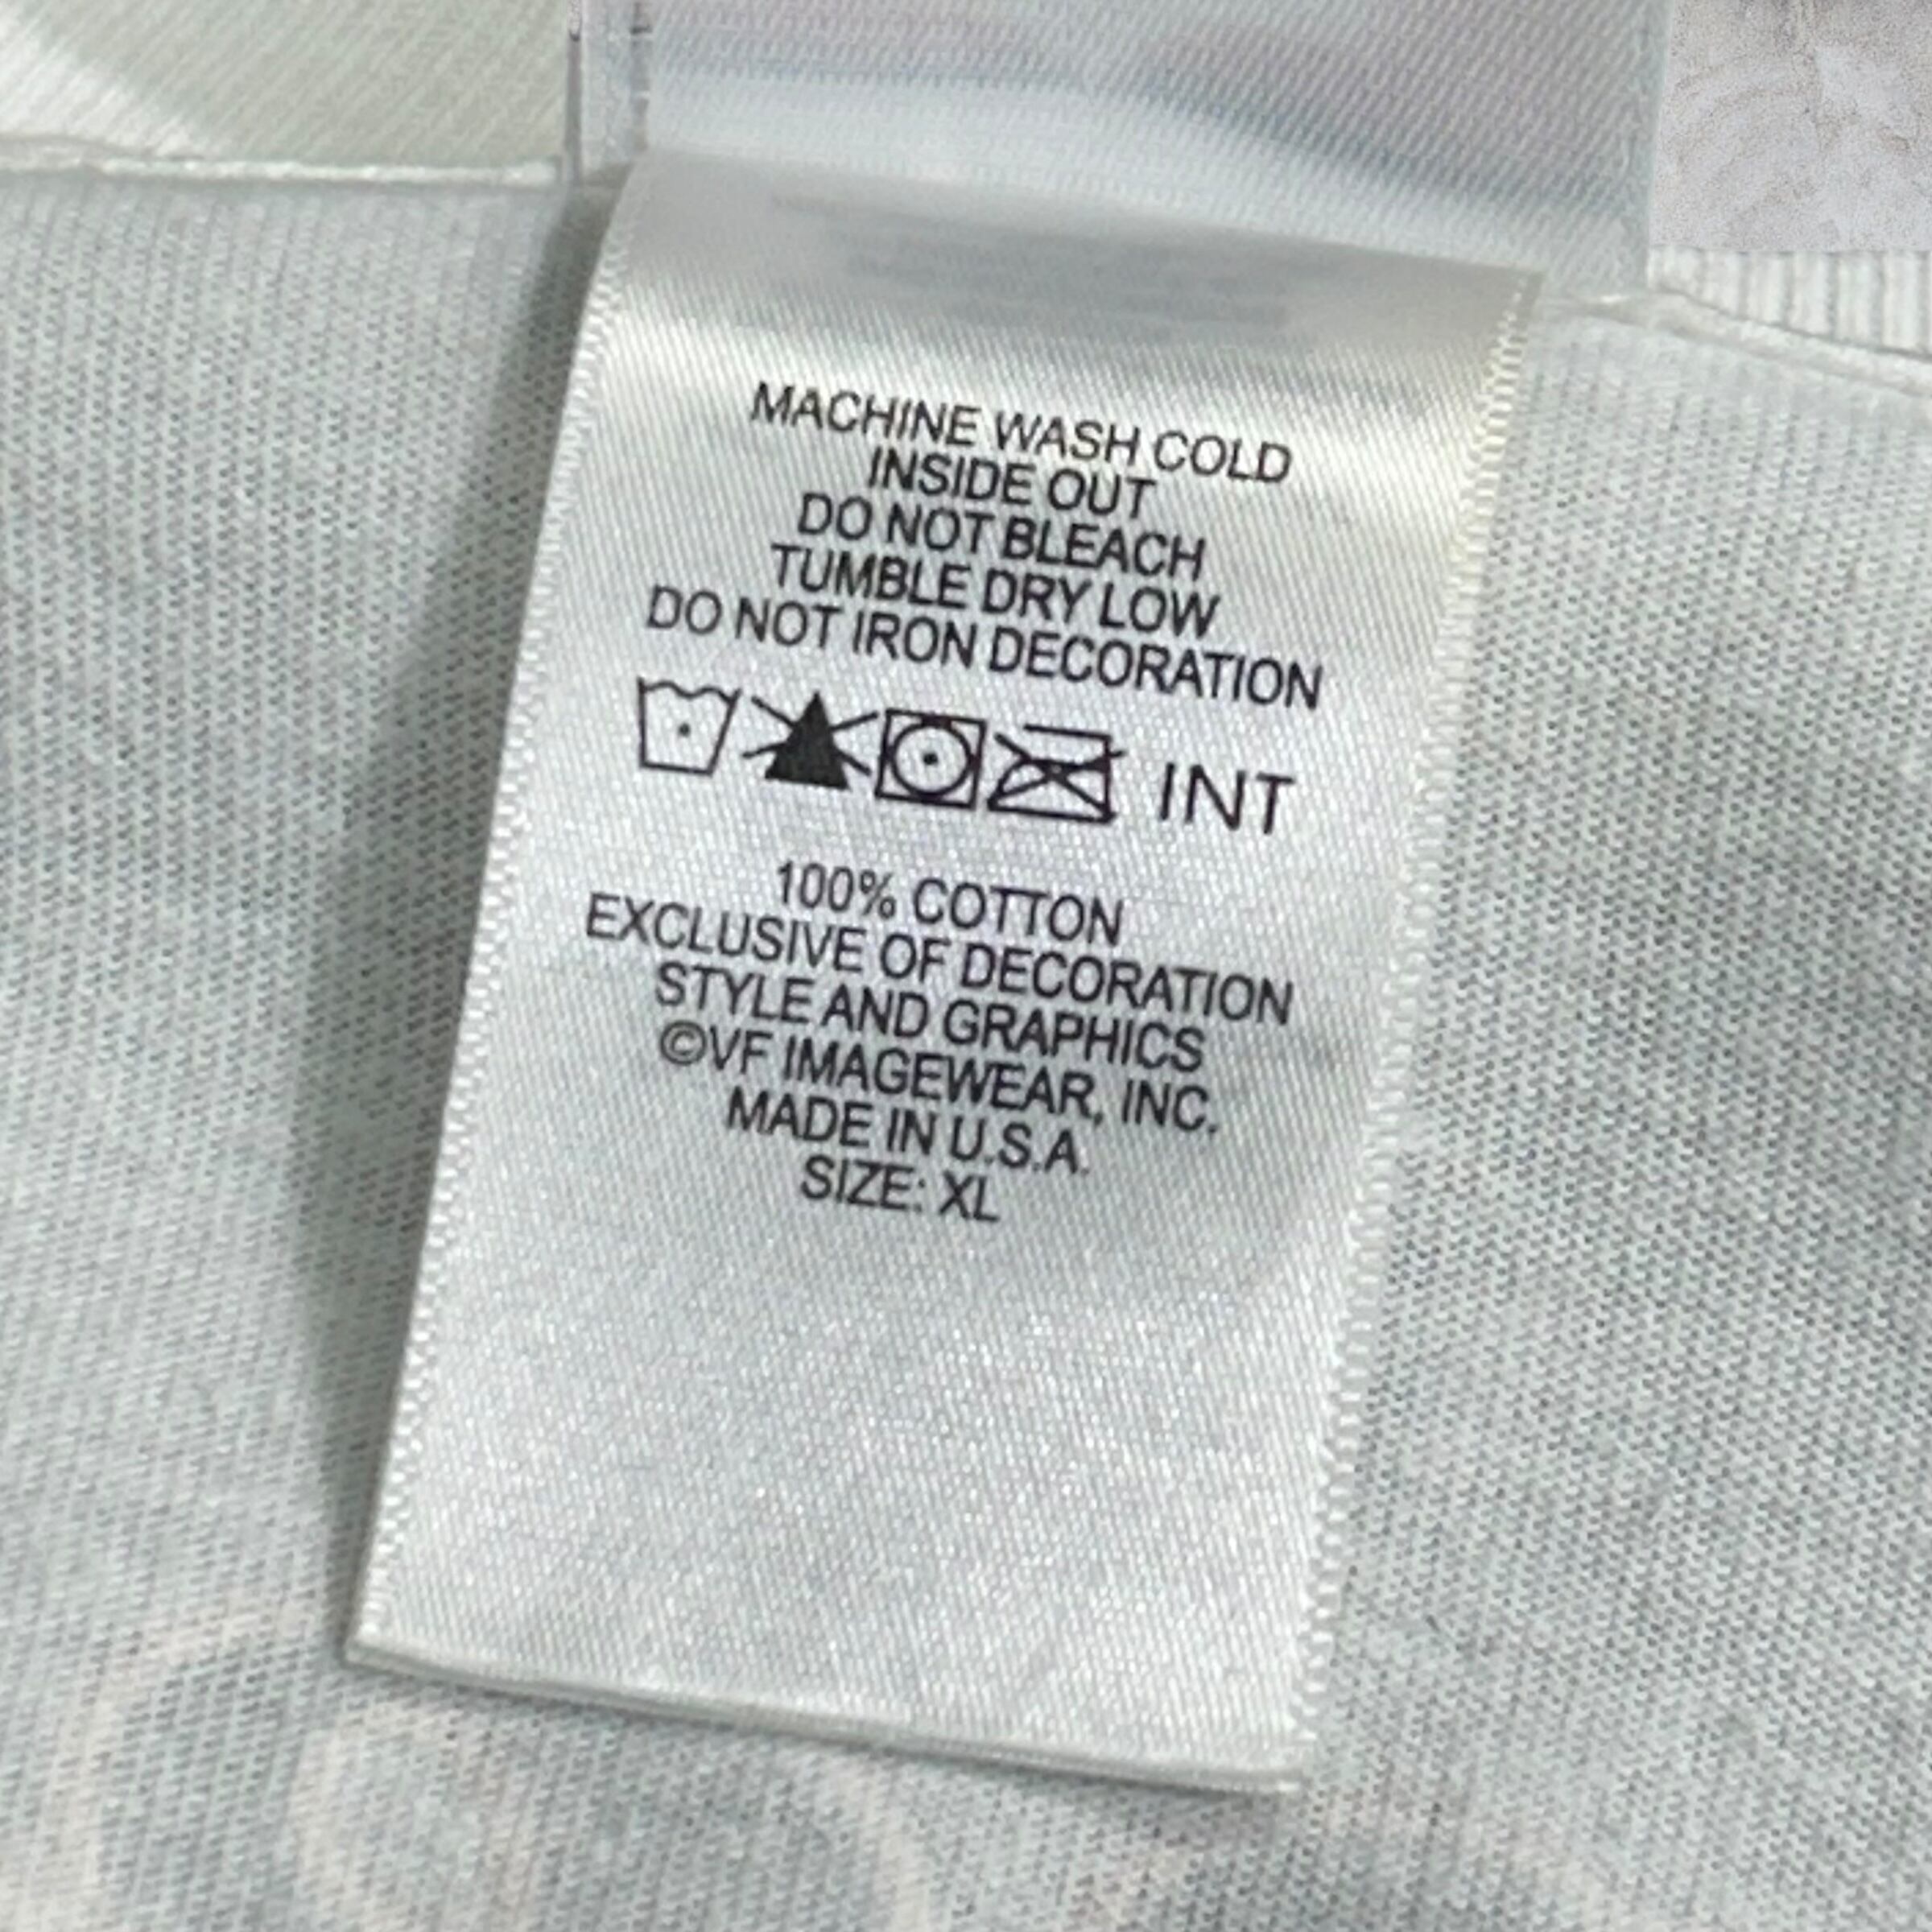 MACHINE WASH COLD
INSIDE OUT
DO NOT BLEACH
TUMBLE DRY LOW
DO NOT IRON DECORATION
INT
100% COTTON
EXCLUSIVE OF DECORATION
STYLE AND GRAPHICS
©VF IMAGEWEAR, INC.
MADE IN U.S.A.
SIZE: XL